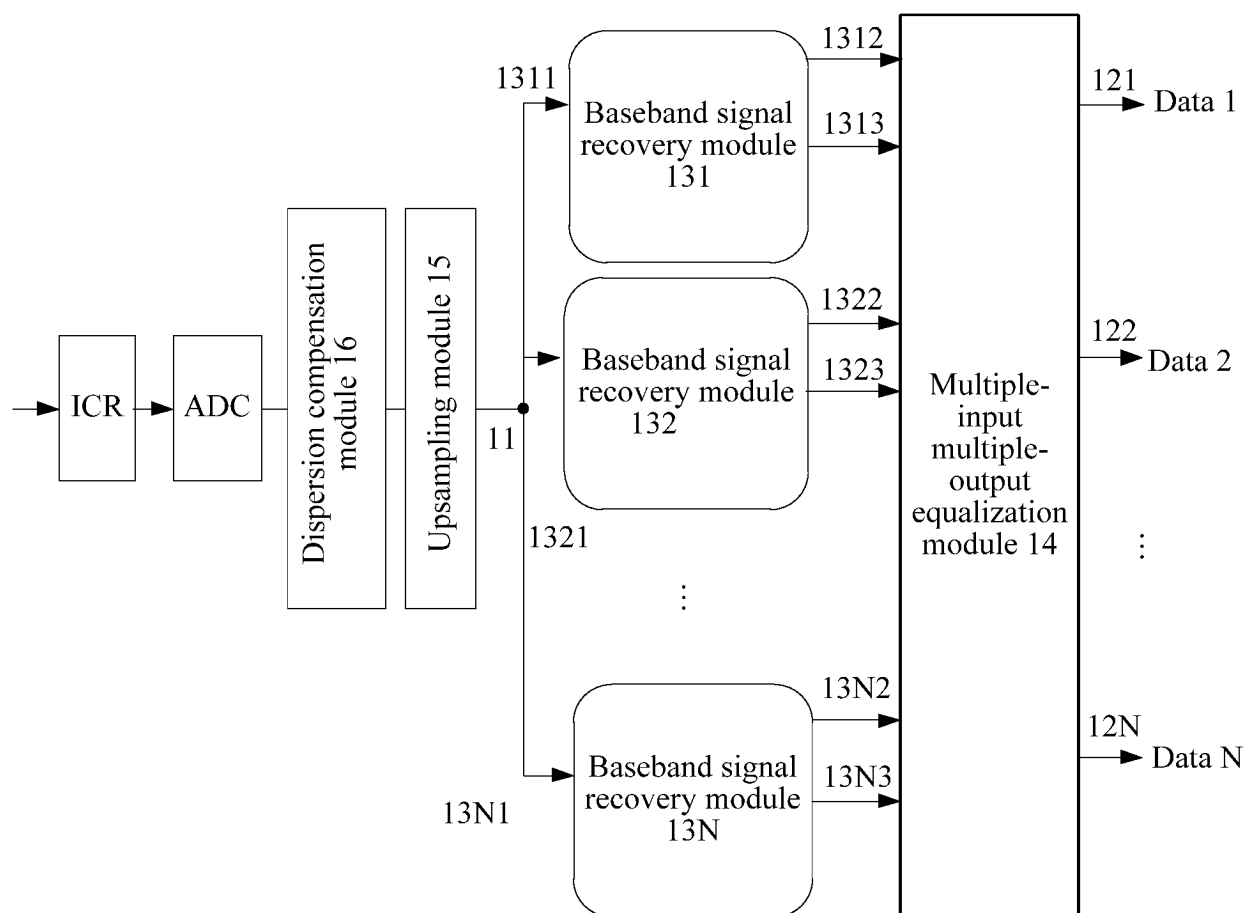 ICR
ADC
Dispersion compensation
module 16
Upsampling module 15
11
1311
1321
13N1
Baseband signal
recovery module
131
1312
1313
Baseband signal
recovery module
132
1322
1323
⋮
Baseband signal
recovery module
13N
13N2
13N3
Multiple-
input
multiple-
output
equalization
module 14
121
Data 1
122
Data 2
⋮
12N
Data N